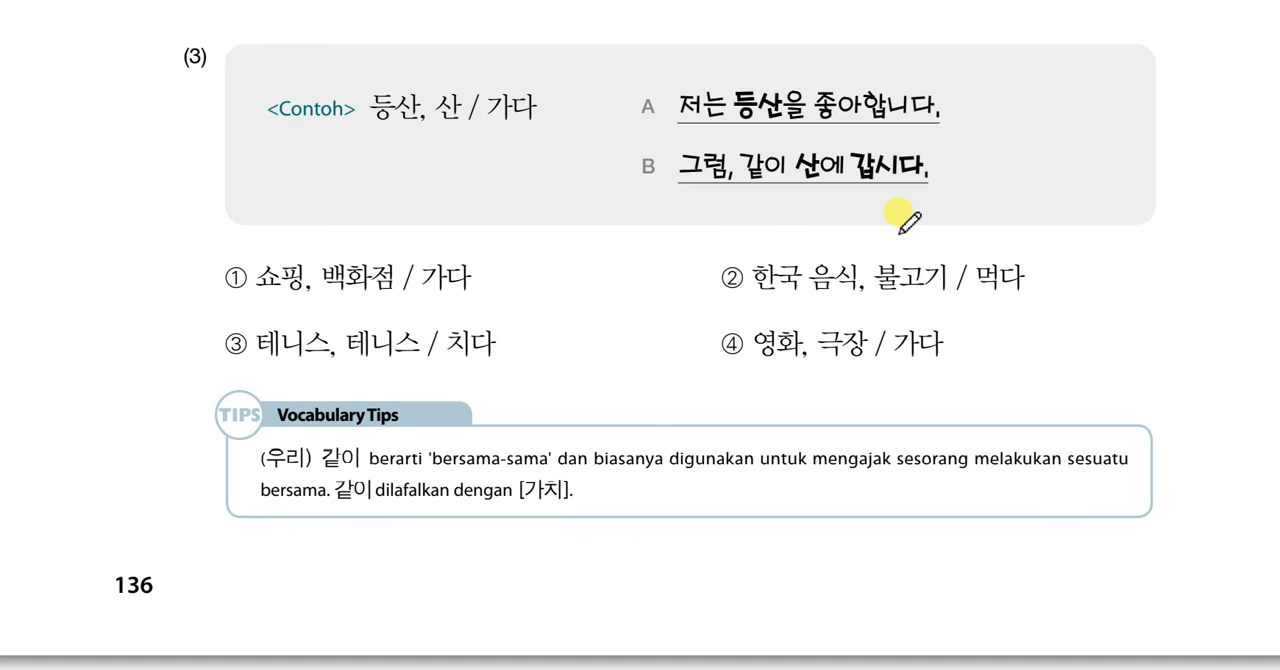 (3)
<Contoh> 등산, 산 / 가다
A 저는 등산을 좋아합니다.
B 그럼, 같이 산에 갑시다.
① 쇼핑, 백화점 / 가다
② 한국 음식, 불고기 / 먹다
③ 테니스, 테니스 / 치다
④ 영화, 극장 / 가다
TIPS Vocabulary Tips
(우리) 같이 berarti 'bersama-sama' dan biasanya digunakan untuk mengajak sesorang melakukan sesuatu
bersama. 같이 dilafalkan dengan [가치].
136